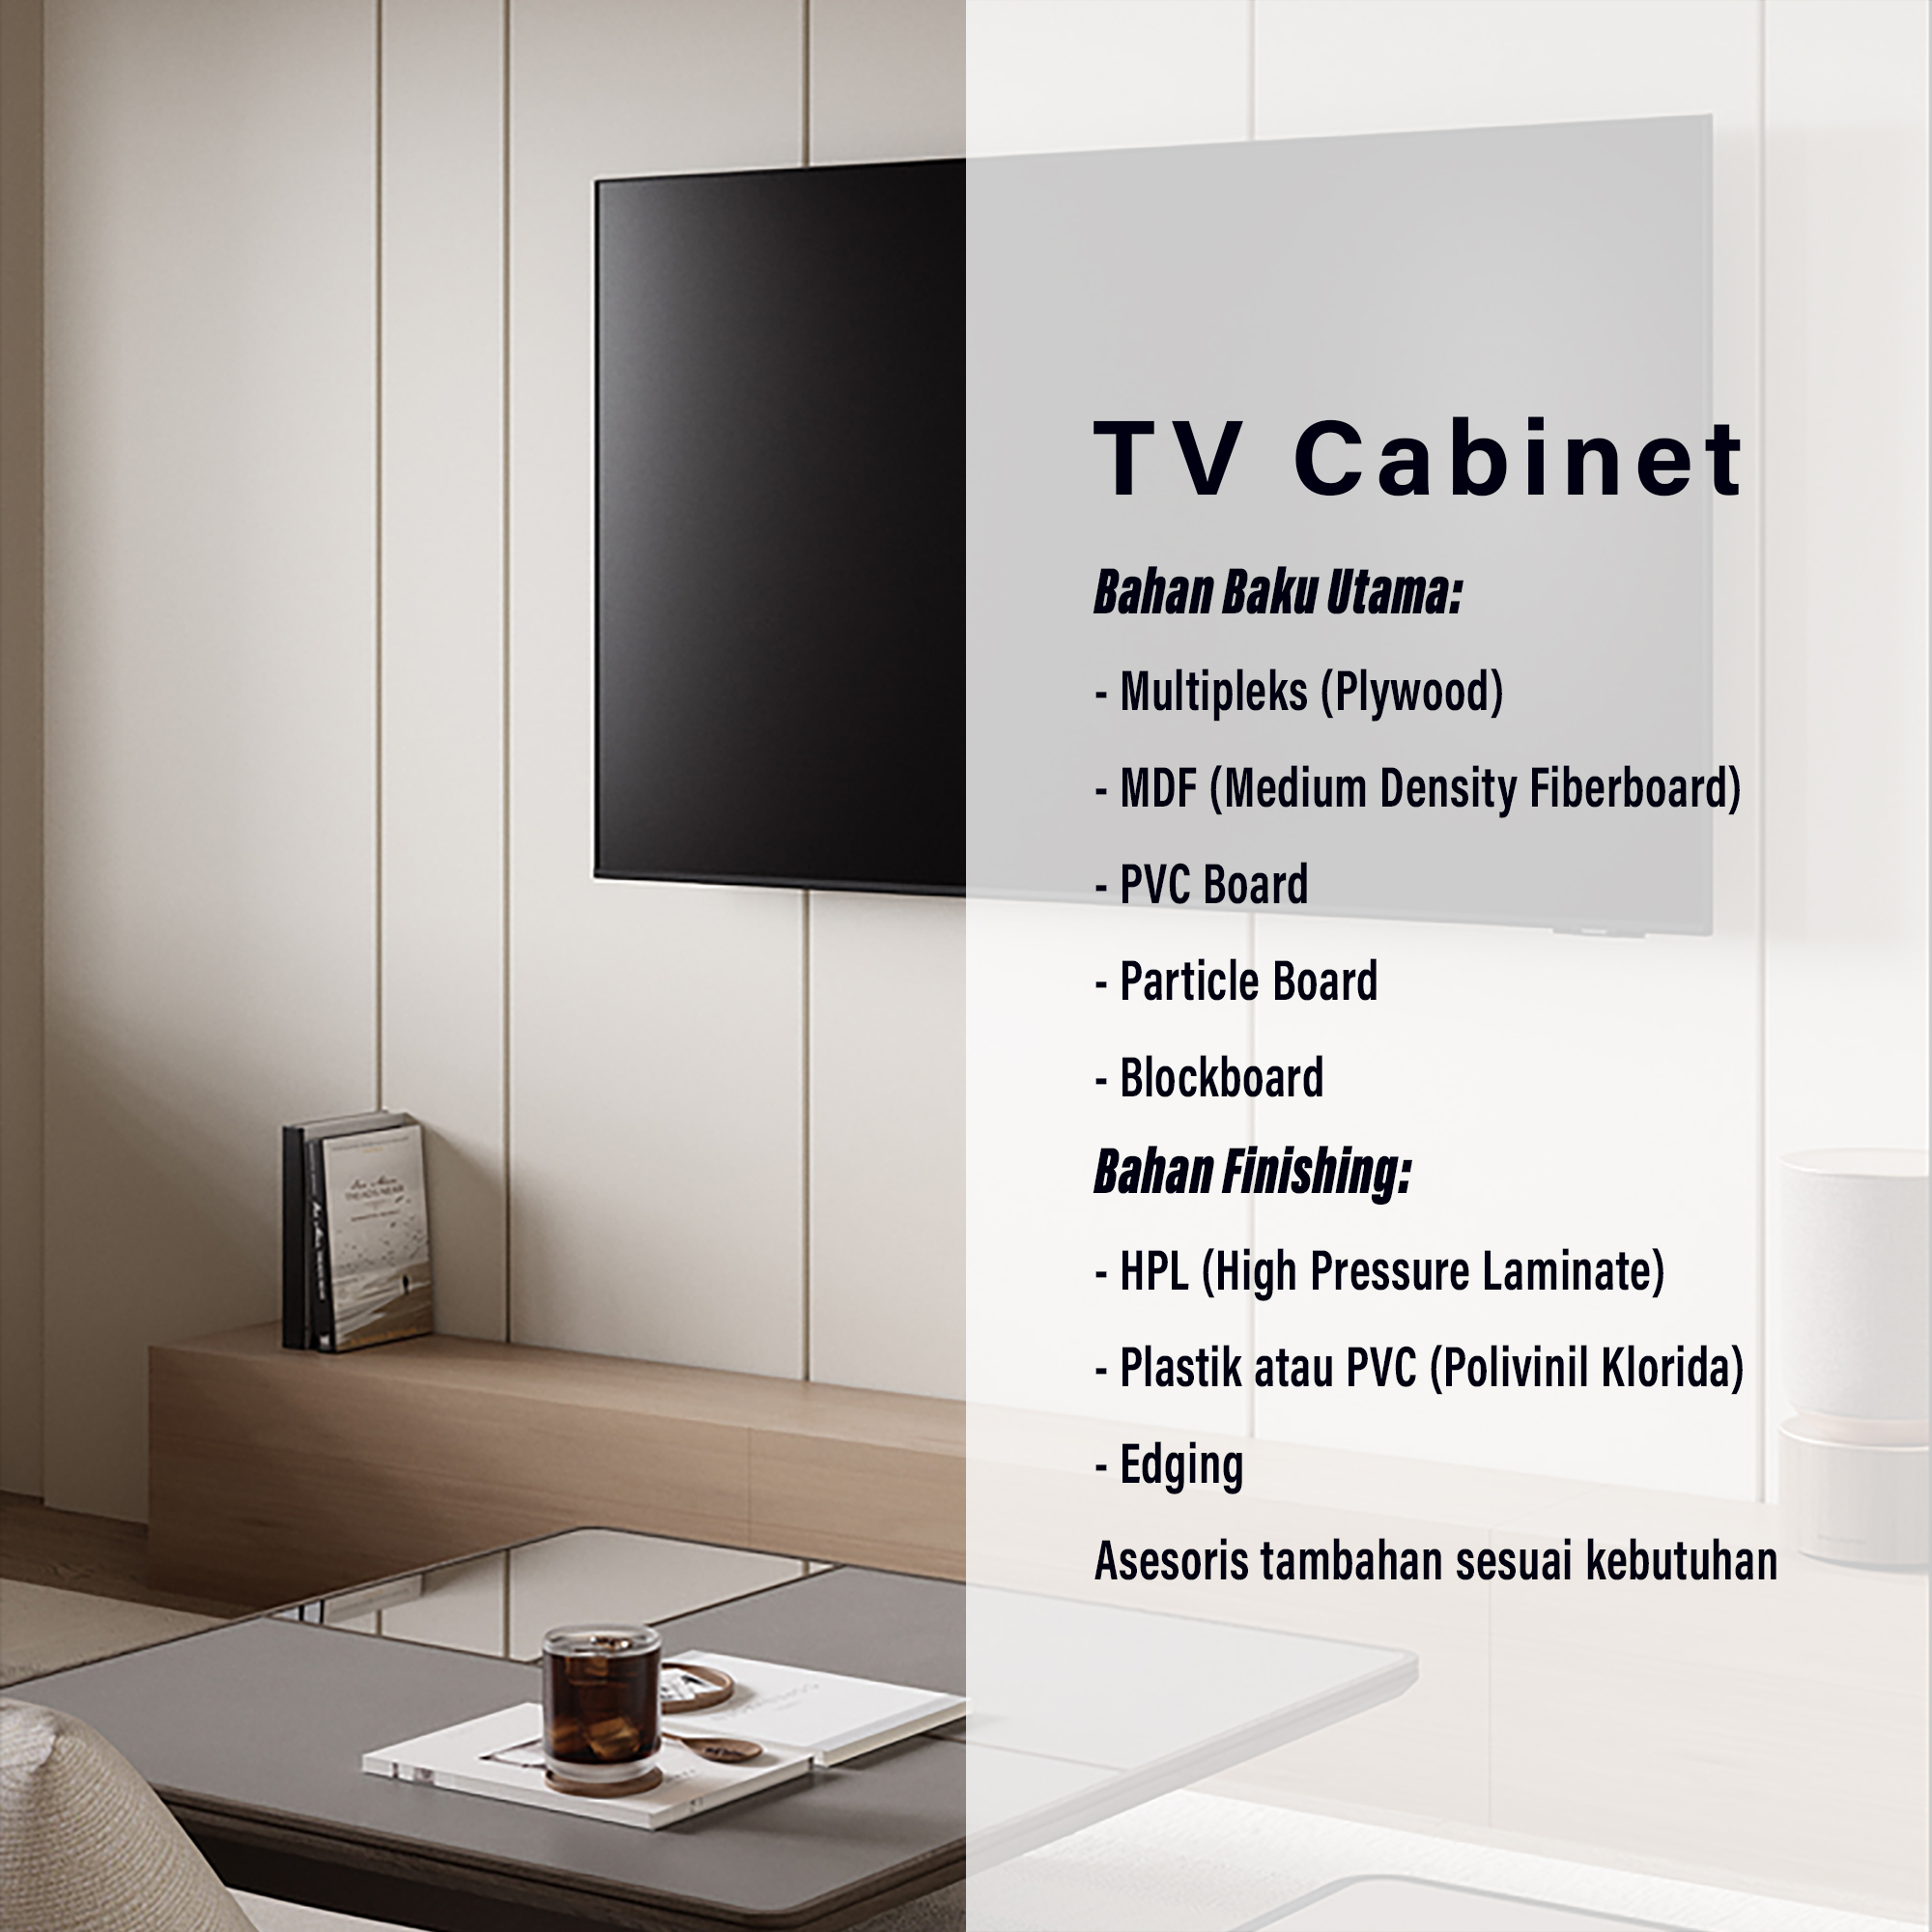 TV Cabinet
Bahan Baku Utama:
- Multipleks (Plywood)
- MDF (Medium Density Fiberboard)
- PVC Board
- Particle Board
- Blockboard
Bahan Finishing:
- HPL (High Pressure Laminate)
- Plastik atau PVC (Polivinil Klorida)
- Edging
Asesoris tambahan sesuai kebutuhan